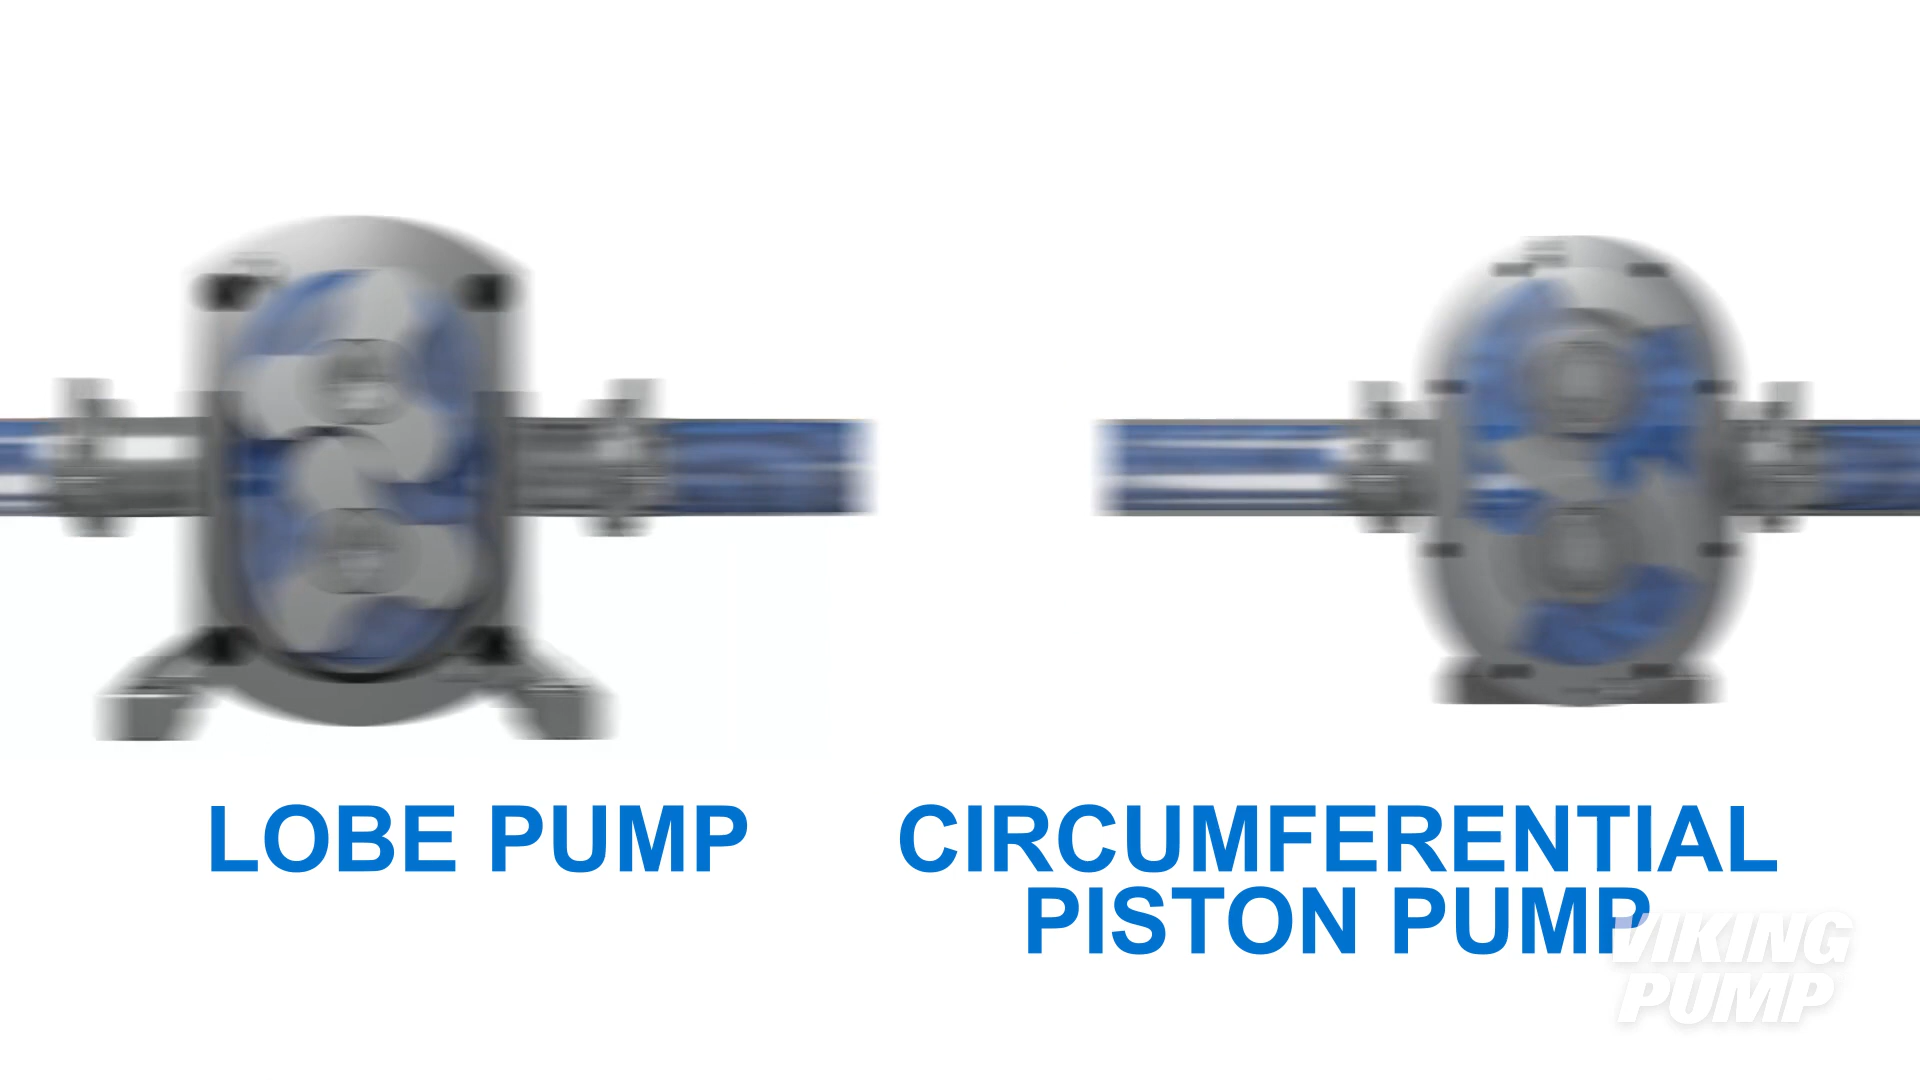 LOBE PUMP
CIRCUMFERENTIAL
PISTON PUMP
VIKING
PUMP